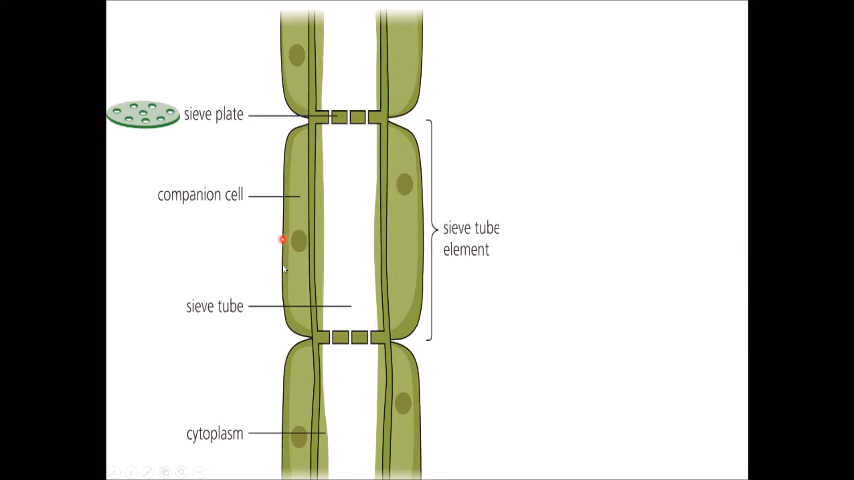 sieve plate
companion cell
sieve tube
element
sieve tube
cytoplasm